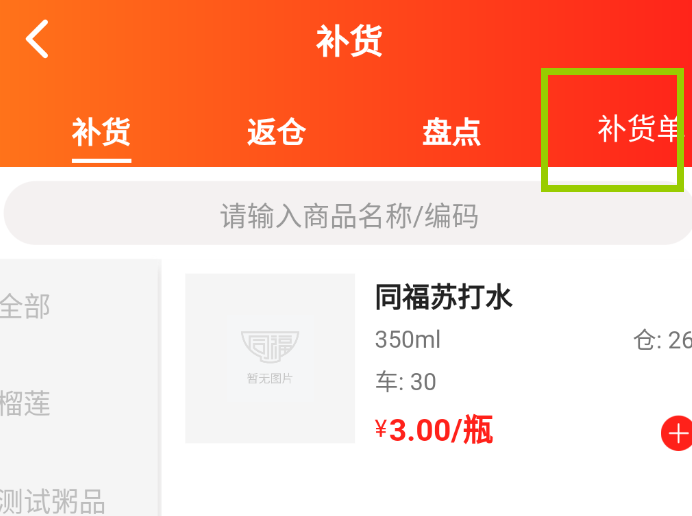 补货
补货 返仓 盘点 补货单
请输入商品名称/编码
全部
榴莲
测试粥品
同福
暂无图片
同福苏打水
350ml 仓: 26
车: 30
¥3.00/瓶